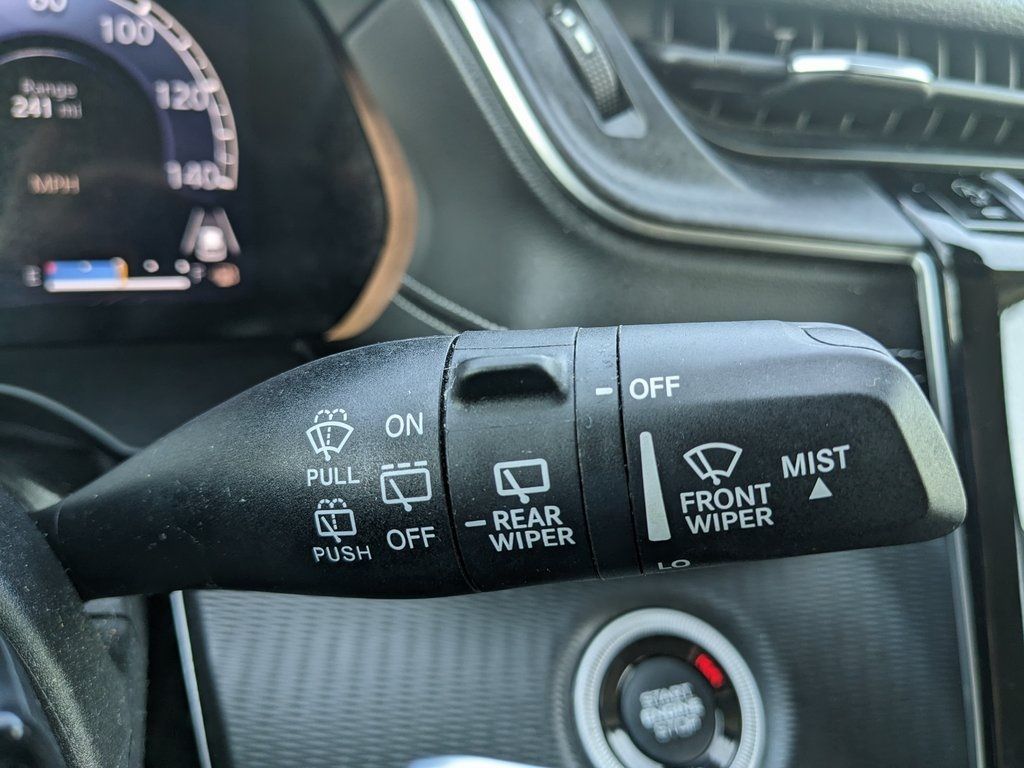 80
100
120
140
Range
241 mi
MPH
E
F
PULL
PUSH
ON
OFF
REAR
WIPER
OFF
FRONT
WIPER
MIST
LO
START
ENGINE
STOP